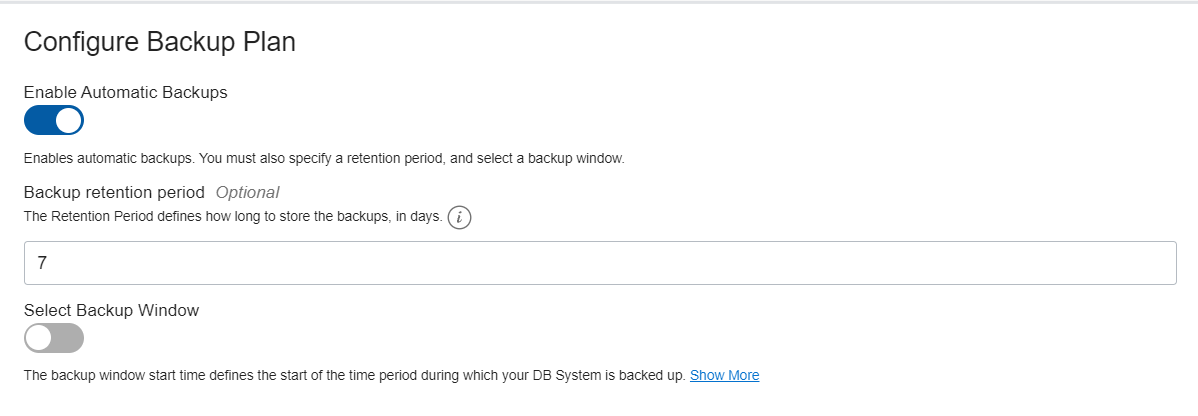 Configure Backup Plan
Enable Automatic Backups
Enables automatic backups. You must also specify a retention period, and select a backup window.
Backup retention period Optional
The Retention Period defines how long to store the backups, in days. i
7
Select Backup Window
The backup window start time defines the start of the time period during which your DB System is backed up. Show More